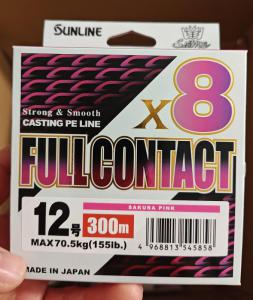 SUNLINE
Strong & Smooth
CASTING PE LINE
x8
FULL CONTACT
SAKURA PINK
12号 300m
MAX70.5kg(155lb.)
4 968813 545858
MADE IN JAPAN